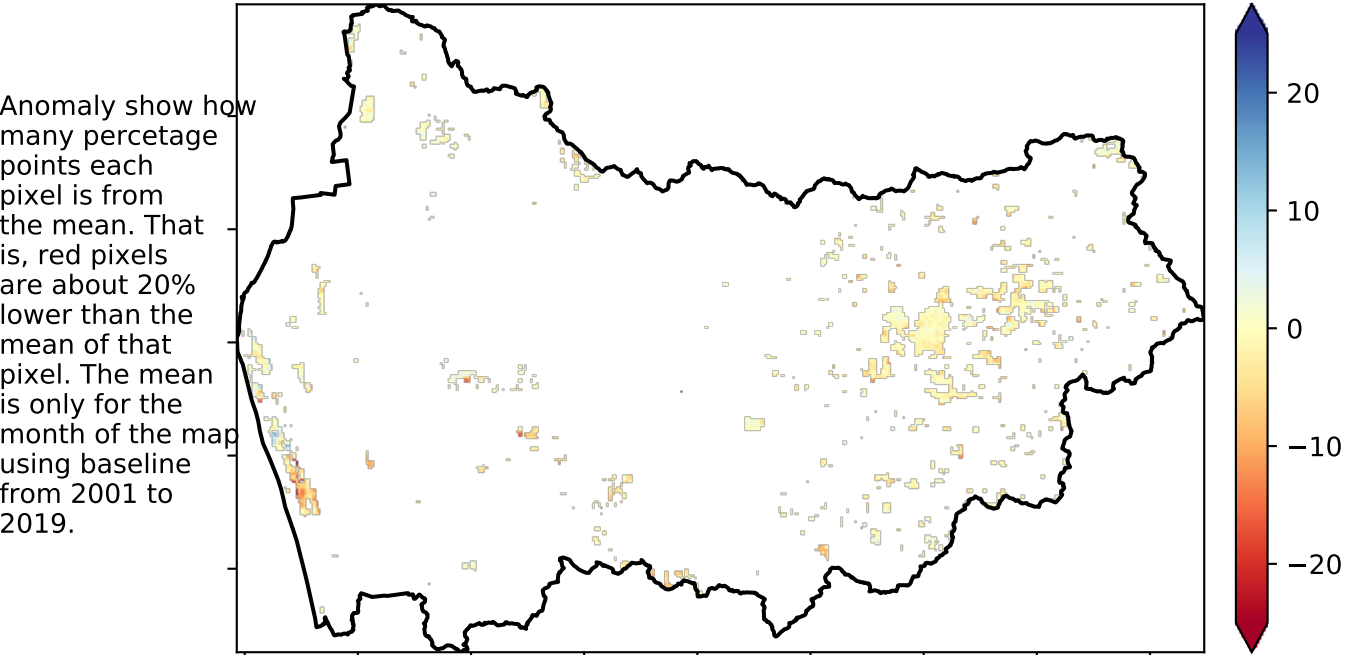 Anomaly show how
many percetage
points each
pixel is from
the mean. That
is, red pixels
are about 20%
lower than the
mean of that
pixel. The mean
is only for the
month of the map
using baseline
from 2001 to
2019.
20
10
0
−10
−20